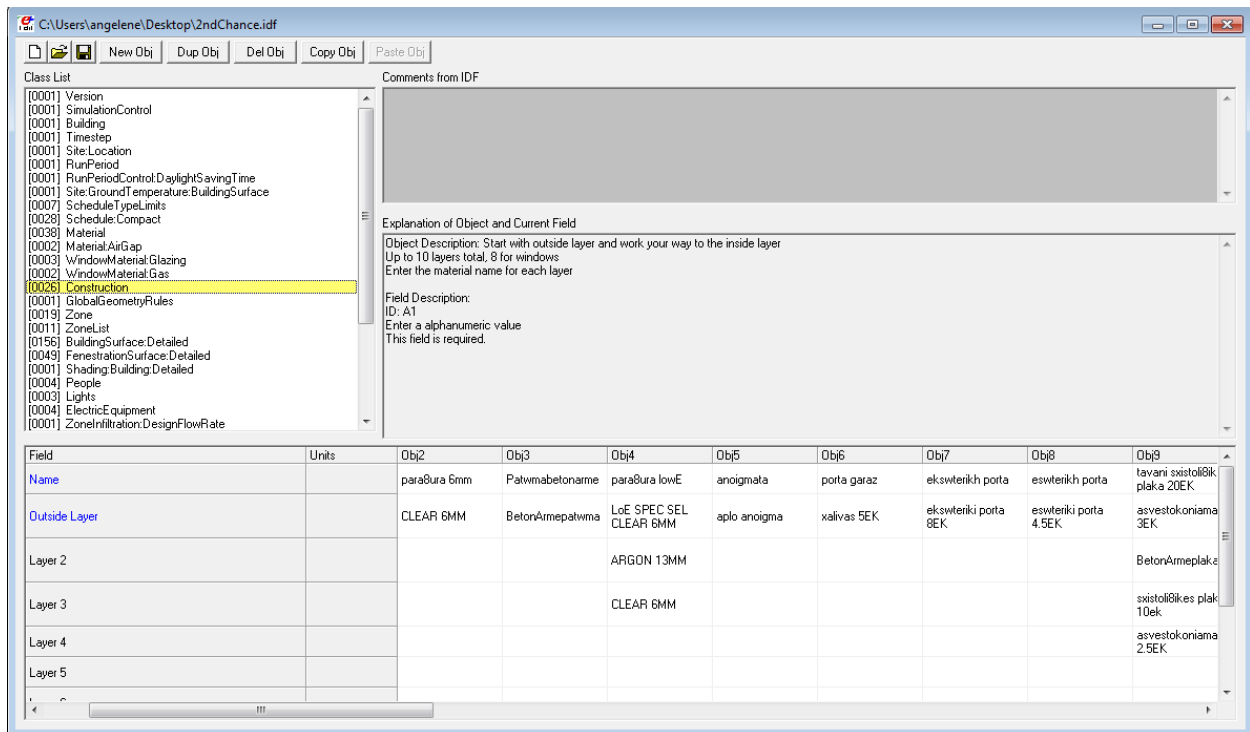 C:\Users\angelene\Desktop\2ndChance.idf
New Obj Dup Obj Del Obj Copy Obj Paste Obj
Class List
[0001] Version
[0001] SimulationControl
[0001] Building
[0001] Timestep
[0001] Site:Location
[0001] RunPeriod
[0001] RunPeriodControl:DaylightSavingTime
[0001] Site:GroundTemperature:BuildingSurface
[0007] ScheduleTypeLimits
[0028] Schedule:Compact
[0038] Material
[0002] Material:AirGap
[0003] WindowMaterial:Glazing
[0002] WindowMaterial:Gas
[0026] Construction
[0001] GlobalGeometryRules
[0019] Zone
[0011] ZoneList
[0156] BuildingSurface:Detailed
[0049] FenestrationSurface:Detailed
[0001] Shading:Building:Detailed
[0004] People
[0003] Lights
[0004] ElectricEquipment
[0001] ZoneInfiltration:DesignFlowRate
Comments from IDF
Explanation of Object and Current Field
Object Description: Start with outside layer and work your way to the inside layer
Up to 10 layers total, 8 for windows
Enter the material name for each layer
Field Description:
ID: A1
Enter a alphanumeric value
This field is required.
Field Units Obj2 Obj3 Obj4 Obj5 Obj6 Obj7 Obj8 Obj9
Name para8ura 6mm Patwmabetonarme para8ura lowE anoigmata porta garaz ekswterikh porta eswterikh porta tavani sxistoli8ik
plaka 20EK
Outside Layer CLEAR 6MM BetonArmepatwma LoE SPEC SEL
CLEAR 6MM aplo anoigma xalivas 5EK ekswteriki porta
8EK eswteriki porta
4.5EK asvestokoniama
3EK
Layer 2 ARGON 13MM BetonArmeplaka
Layer 3 CLEAR 6MM sxistoli8ikes plak
10ek
Layer 4 asvestokoniama
2.5EK
Layer 5